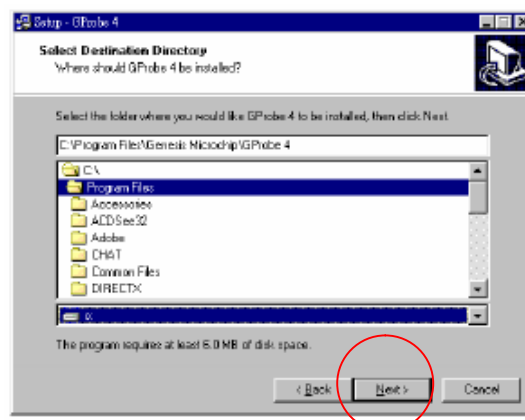 Setup - GProbe 4
Select Destination Directory
Where should GProbe 4 be installed?
Select the folder where you would like GProbe 4 to be installed, then click Next.
C:\Program Files\Genesis Microchip\GProbe 4
C:\
Program Files
Accessories
ACDSee32
Adobe
CHAT
Common Files
DIRECTX
c:
The program requires at least 6.0 MB of disk space.
< Back
Next >
Cancel